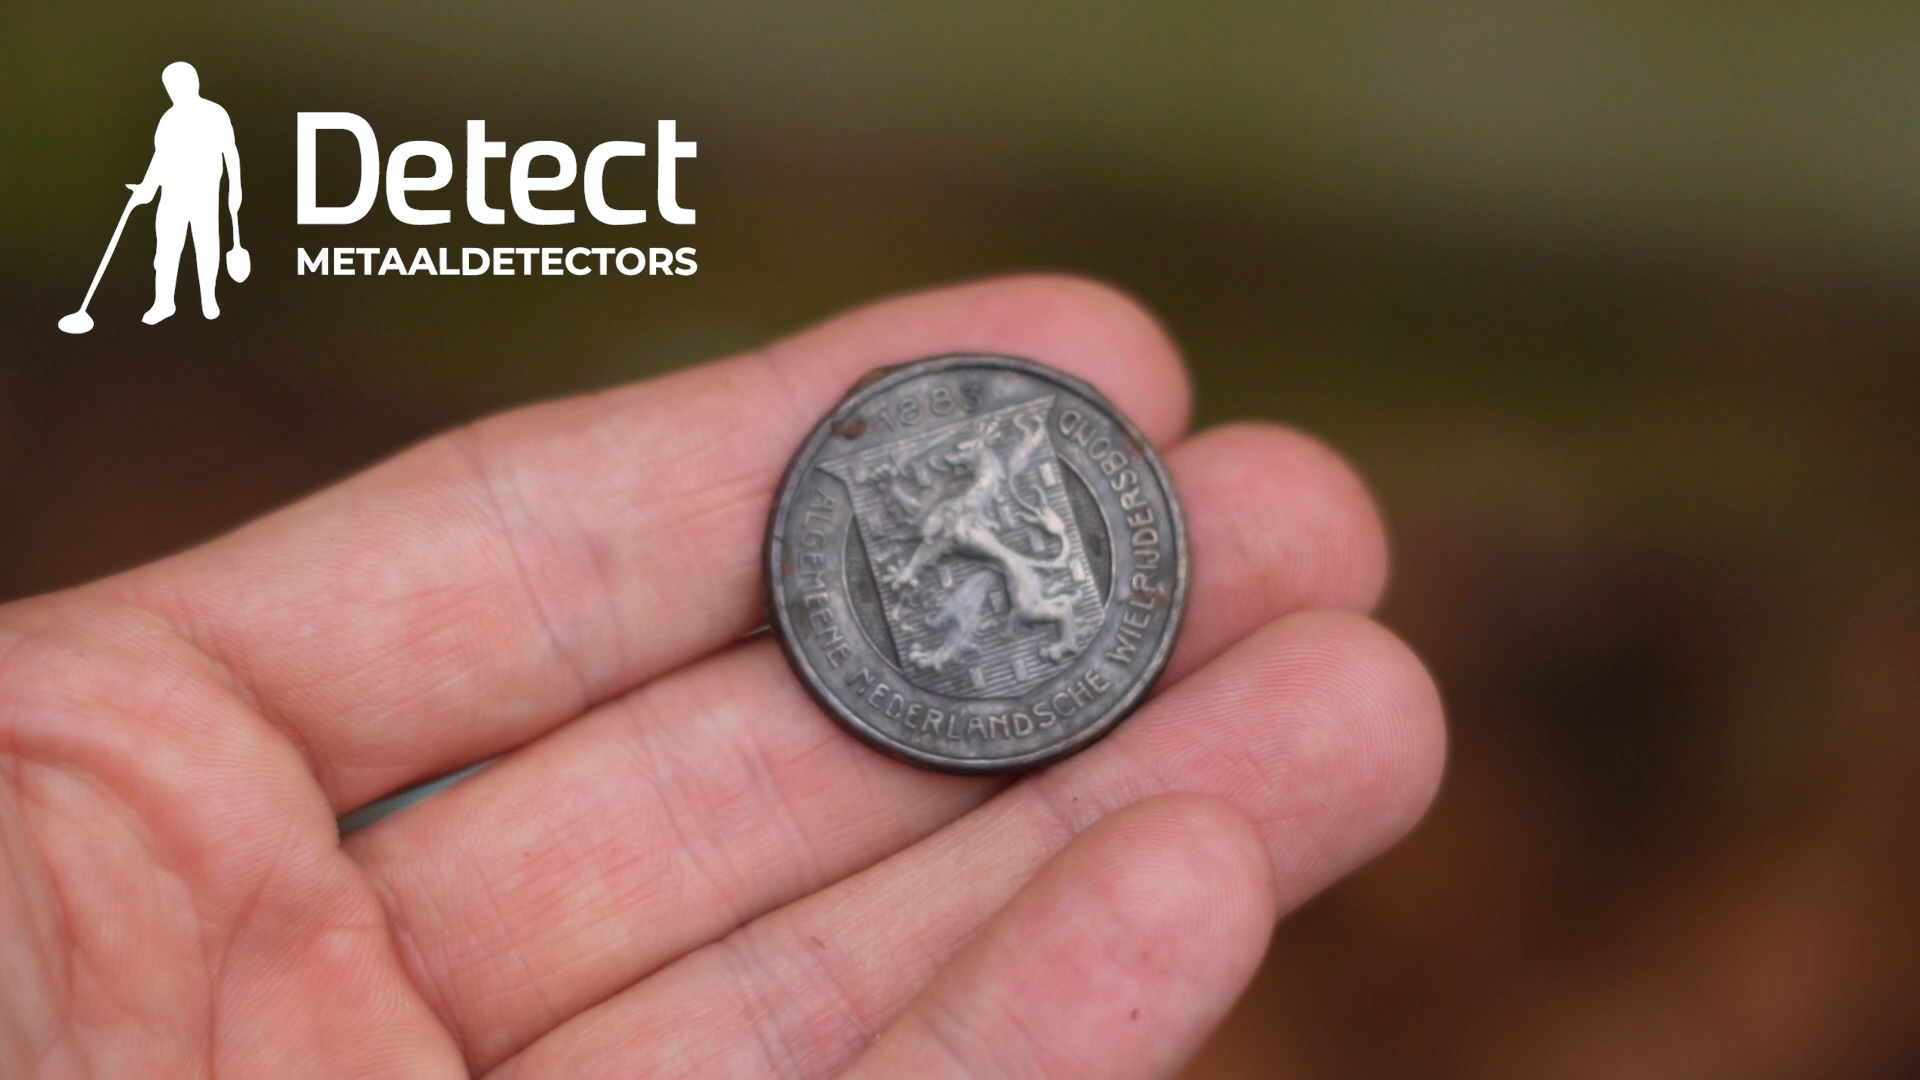 Detect
METAALDETECTORS
1883
ALGEMEENE NEDERLANDSCHE WIELRIJDERSBOND